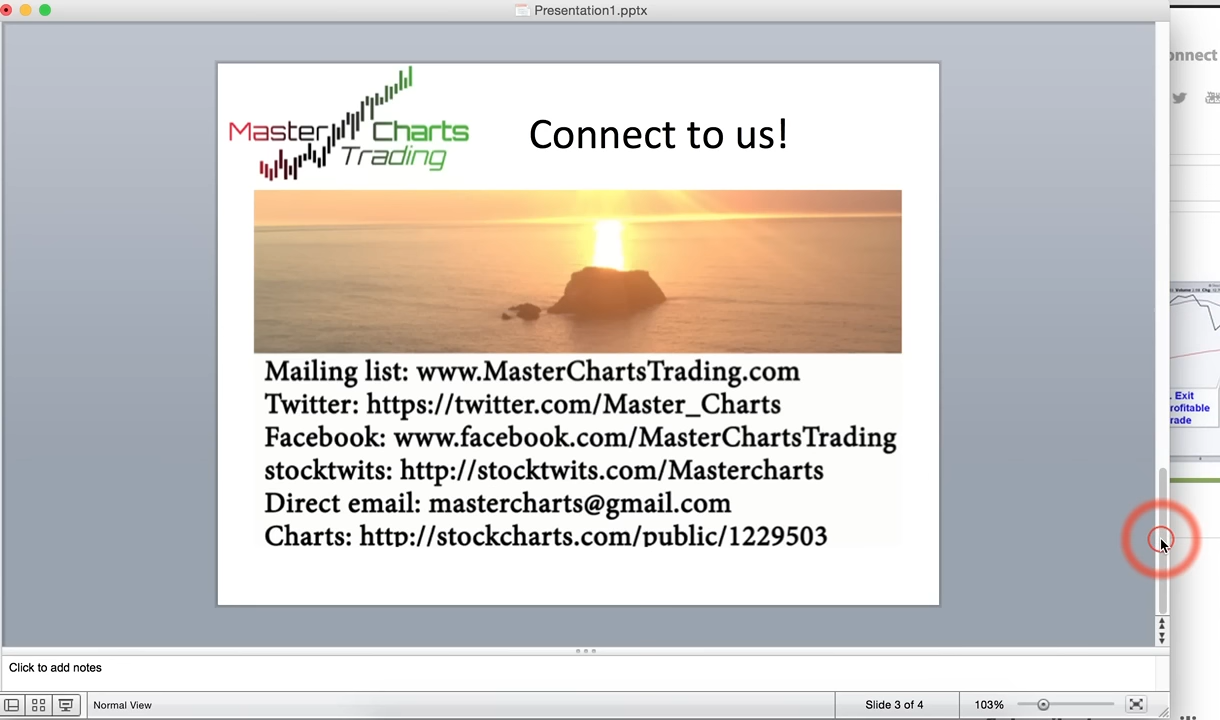 Presentation1.pptx
Master Charts
Trading
Connect to us!
Mailing list: www.MasterChartsTrading.com
Twitter: https://twitter.com/Master_Charts
Facebook: www.facebook.com/MasterChartsTrading
stocktwits: http://stocktwits.com/Mastercharts
Direct email: mastercharts@gmail.com
Charts: http://stockcharts.com/public/1229503
onnect
. Exit
rofitable
rade
Click to add notes
Normal View
Slide 3 of 4
103%